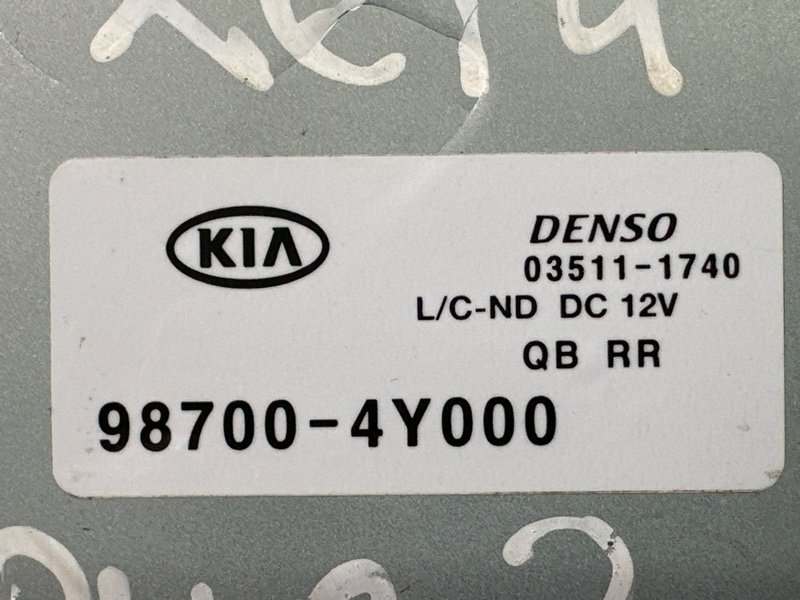 KIA
DENSO
03511-1740
L/C-ND DC 12V
QB RR
98700-4Y000